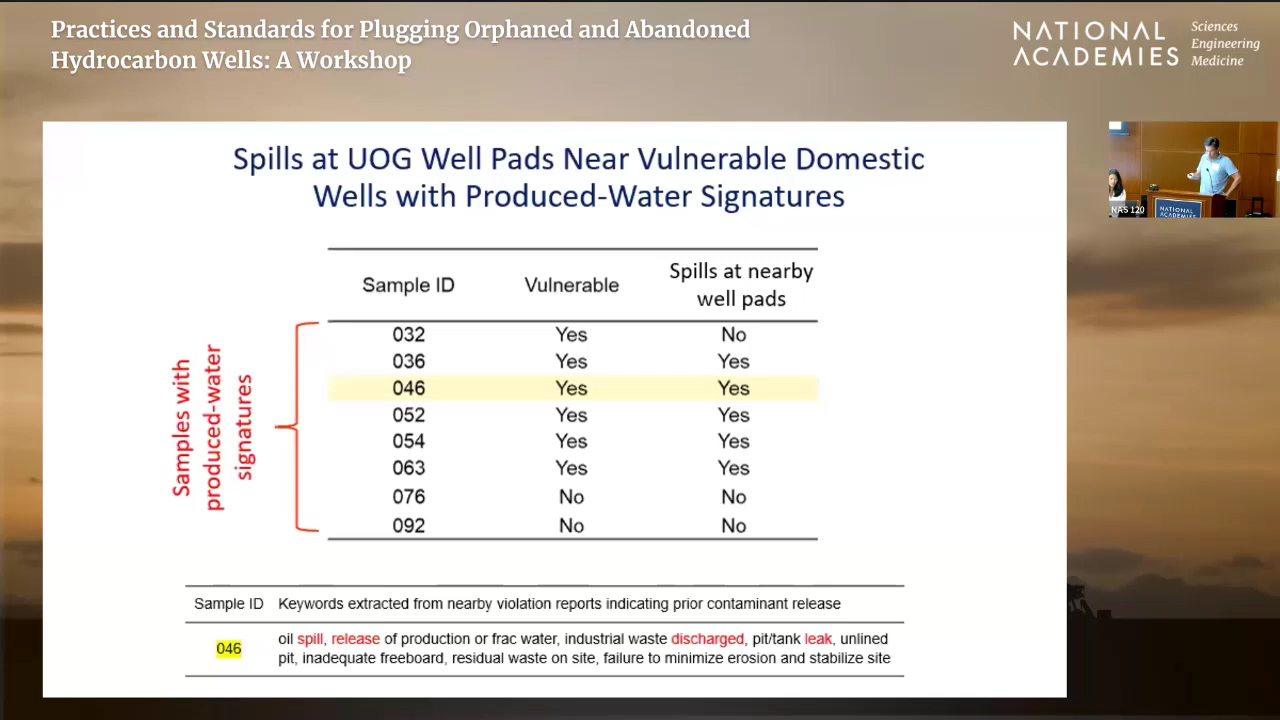 Practices and Standards for Plugging Orphaned and Abandoned
Hydrocarbon Wells: A Workshop
NATIONAL
ACADEMIES
Sciences
Engineering
Medicine
Spills at UOG Well Pads Near Vulnerable Domestic
Wells with Produced-Water Signatures
Sample ID Vulnerable Spills at nearby
well pads
Samples with
produced-water
signatures
032 Yes No
036 Yes Yes
046 Yes Yes
052 Yes Yes
054 Yes Yes
063 Yes Yes
076 No No
092 No No
Sample ID Keywords extracted from nearby violation reports indicating prior contaminant release
046 oil spill, release of production or frac water, industrial waste discharged, pit/tank leak, unlined
pit, inadequate freeboard, residual waste on site, failure to minimize erosion and stabilize site
NAS 120
NATIONAL
ACADEMIES